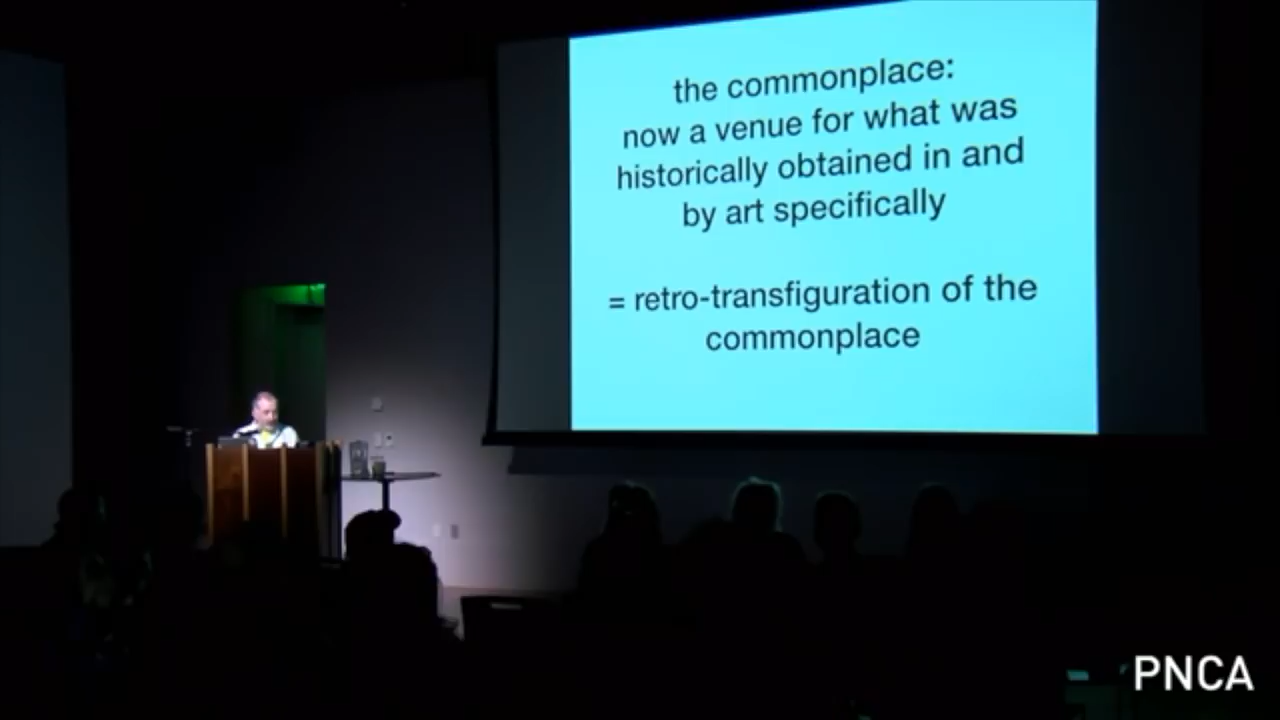 the commonplace:
now a venue for what was
historically obtained in and
by art specifically
= retro-transfiguration of the
commonplace
PNCA